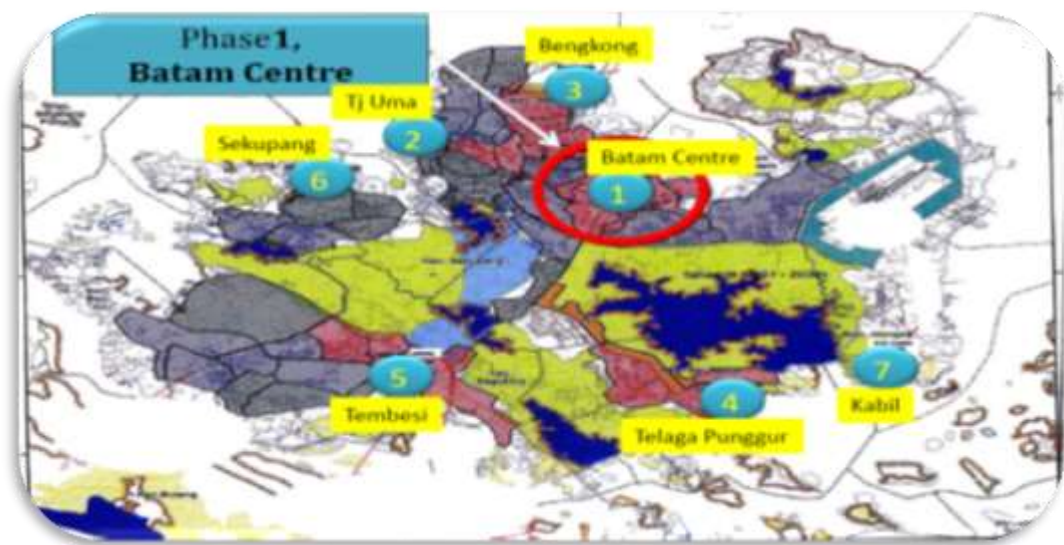 Phase1,
Batam Centre
Bengkong
3
Tj Uma
2
Sekupang
6
Batam Centre
1
5
Tembesi
4
Telaga Punggur
7
Kabil